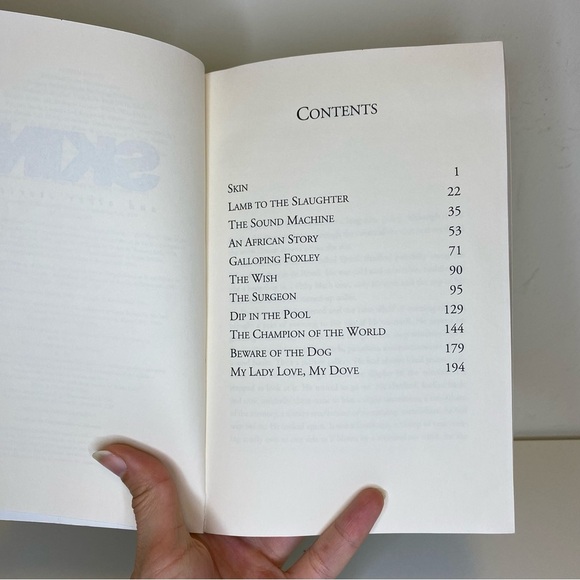 CONTENTS
SKIN 1
LAMB TO THE SLAUGHTER 22
THE SOUND MACHINE 35
AN AFRICAN STORY 53
GALLOPING FOXLEY 71
THE WISH 90
THE SURGEON 95
DIP IN THE POOL 129
THE CHAMPION OF THE WORLD 144
BEWARE OF THE DOG 179
MY LADY LOVE, MY DOVE 194